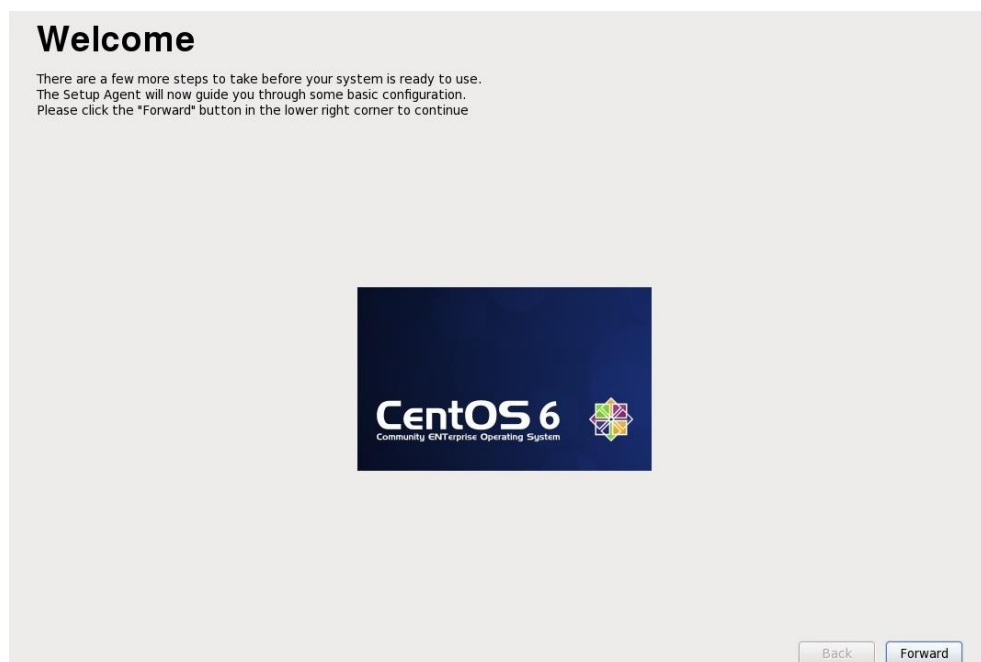 Welcome
There are a few more steps to take before your system is ready to use.
The Setup Agent will now guide you through some basic configuration.
Please click the "Forward" button in the lower right corner to continue
CentOS 6
Community ENTerprise Operating System
Back
Forward